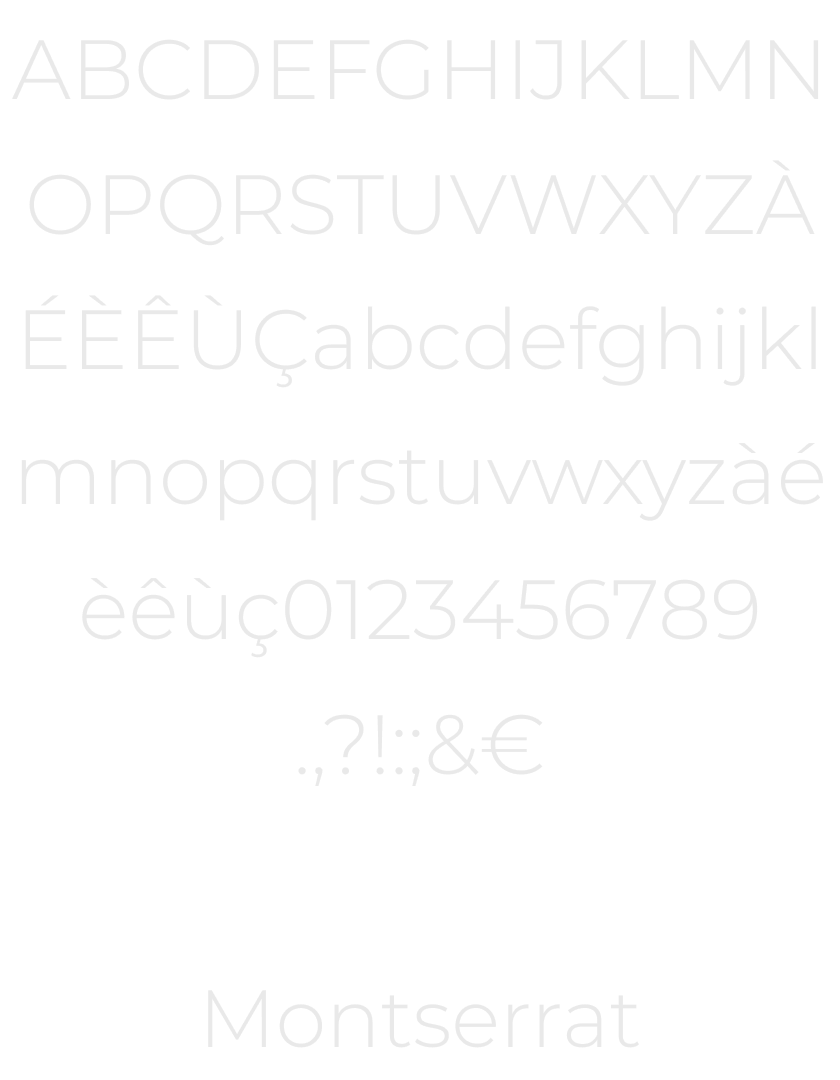 ABCDEFGHIJKLMN
OPQRSTUVWXYZÀ
ÉÈÊÙÇabcdefghijkl
mnopqrstuvwxyzàé
èêùç0123456789
.,?!:;&€
Montserrat